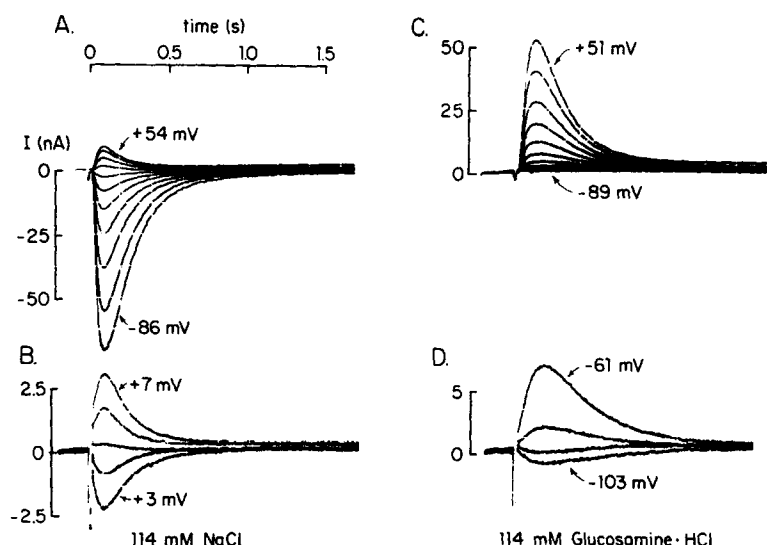 A.
time (s)
0 0.5 1.0 1.5
I (nA)
0
-25
-50
+54 mV
-86 mV
B.
2.5
0
-2.5
+7 mV
+3 mV
114 mM NaCl
C.
50
25
0
+51 mV
-89 mV
D.
5
0
-61 mV
-103 mV
114 mM Glucosamine·HCl